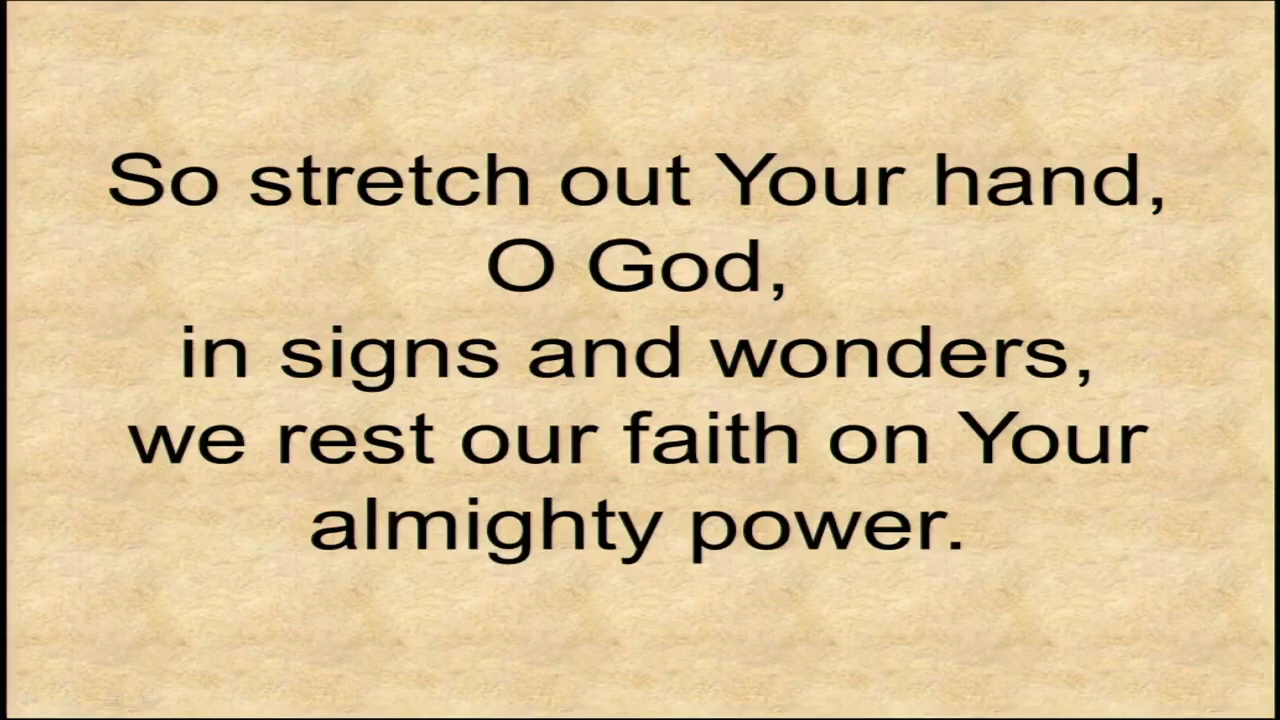 So stretch out Your hand,
O God,
in signs and wonders,
we rest our faith on Your
almighty power.